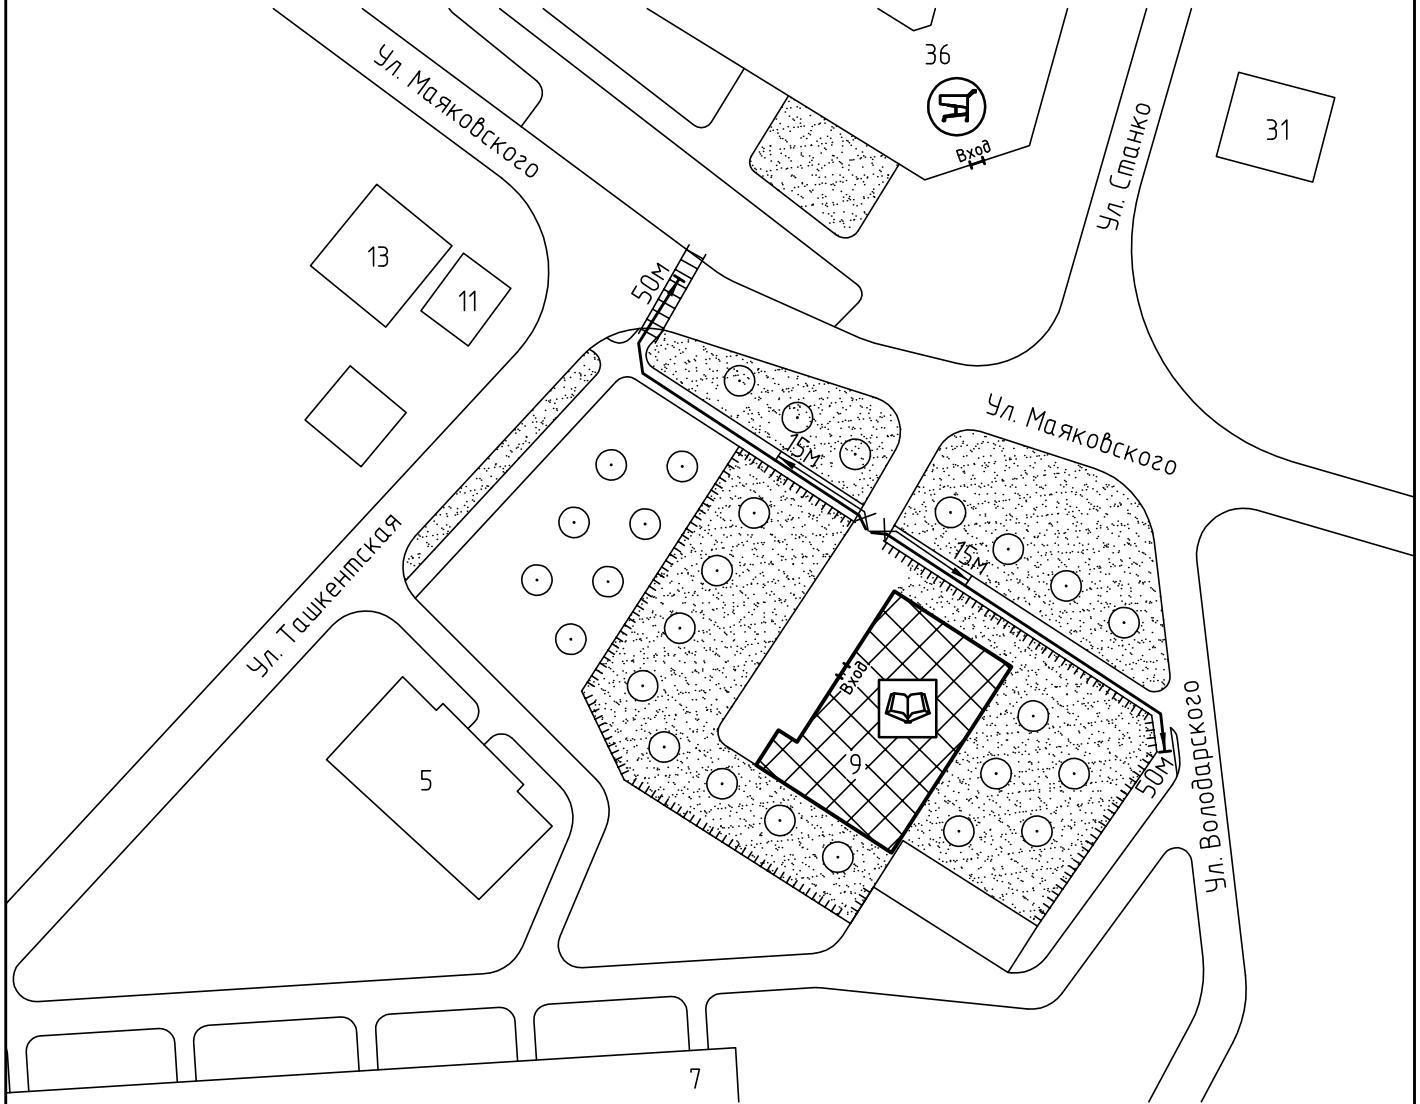 Ул. Маяковского
36
Вход
Ул. Станко
31
13
11
50м
15м
Ул. Маяковского
15м
Ул. Ташкентская
Вход
9
5
50м
Ул. Володарского
7